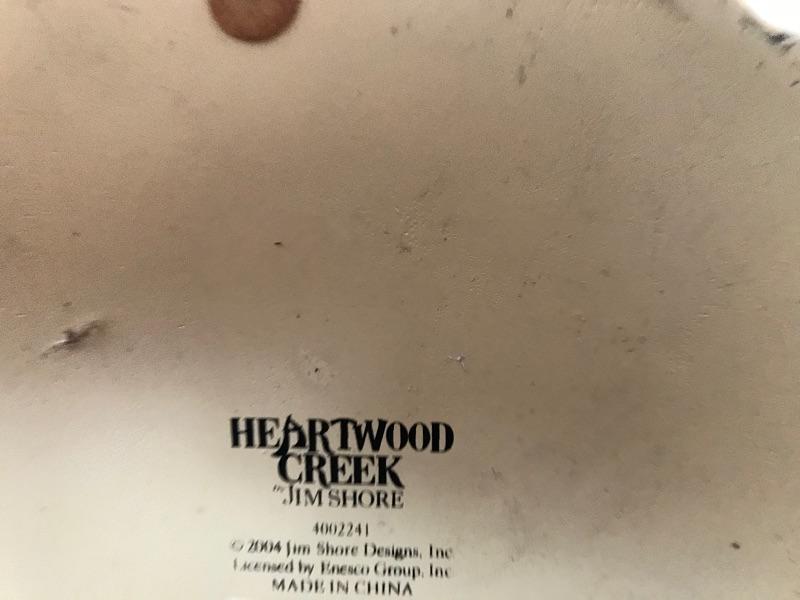 HEARTWOOD
CREEK
by JIM SHORE
4002241
© 2004 Jim Shore Designs, Inc
Licensed by Enesco Group, Inc
MADE IN CHINA